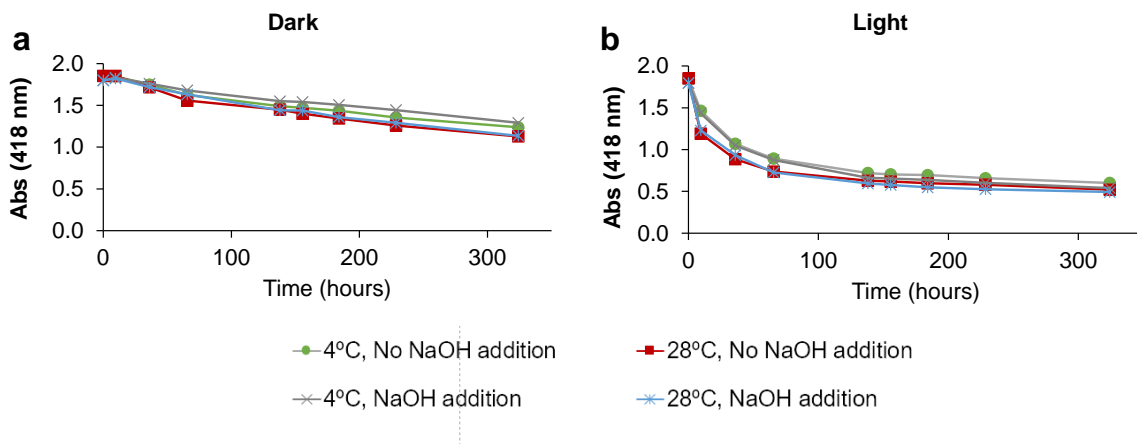 Dark
Light
a
b
2.0
1.5
1.0
0.5
0.0
Abs (418 nm)
0
100
200
300
Time (hours)
2.0
1.5
1.0
0.5
0.0
Abs (418 nm)
0
100
200
300
Time (hours)
4ºC, No NaOH addition
28ºC, No NaOH addition
4ºC, NaOH addition
28ºC, NaOH addition